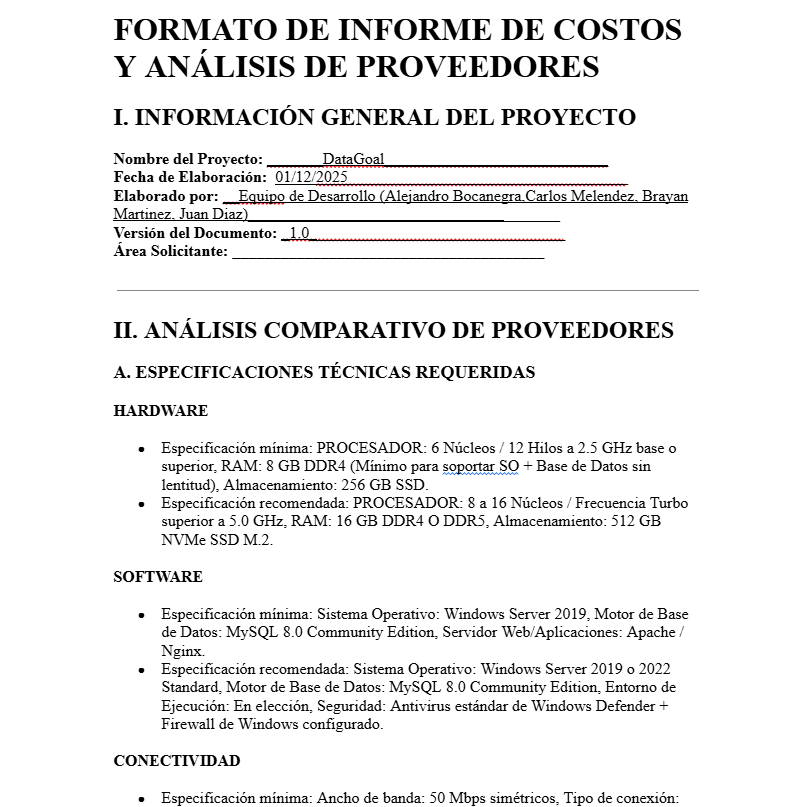 FORMATO DE INFORME DE COSTOS
Y ANÁLISIS DE PROVEEDORES
I. INFORMACIÓN GENERAL DEL PROYECTO
Nombre del Proyecto: DataGoal
Fecha de Elaboración: 01/12/2025
Elaborado por: Equipo de Desarrollo (Alejandro Bocanegra,Carlos Melendez, Brayan
Martinez, Juan Diaz)
Versión del Documento: 1.0
Área Solicitante:
II. ANÁLISIS COMPARATIVO DE PROVEEDORES
A. ESPECIFICACIONES TÉCNICAS REQUERIDAS
HARDWARE
• Especificación mínima: PROCESADOR: 6 Núcleos / 12 Hilos a 2.5 GHz base o
superior, RAM: 8 GB DDR4 (Mínimo para soportar SO + Base de Datos sin
lentitud), Almacenamiento: 256 GB SSD.
• Especificación recomendada: PROCESADOR: 8 a 16 Núcleos / Frecuencia Turbo
superior a 5.0 GHz, RAM: 16 GB DDR4 O DDR5, Almacenamiento: 512 GB
NVMe SSD M.2.
SOFTWARE
• Especificación mínima: Sistema Operativo: Windows Server 2019, Motor de Base
de Datos: MySQL 8.0 Community Edition, Servidor Web/Aplicaciones: Apache /
Nginx.
• Especificación recomendada: Sistema Operativo: Windows Server 2019 o 2022
Standard, Motor de Base de Datos: MySQL 8.0 Community Edition, Entorno de
Ejecución: En elección, Seguridad: Antivirus estándar de Windows Defender +
Firewall de Windows configurado.
CONECTIVIDAD
• Especificación mínima: Ancho de banda: 50 Mbps simétricos, Tipo de conexión: